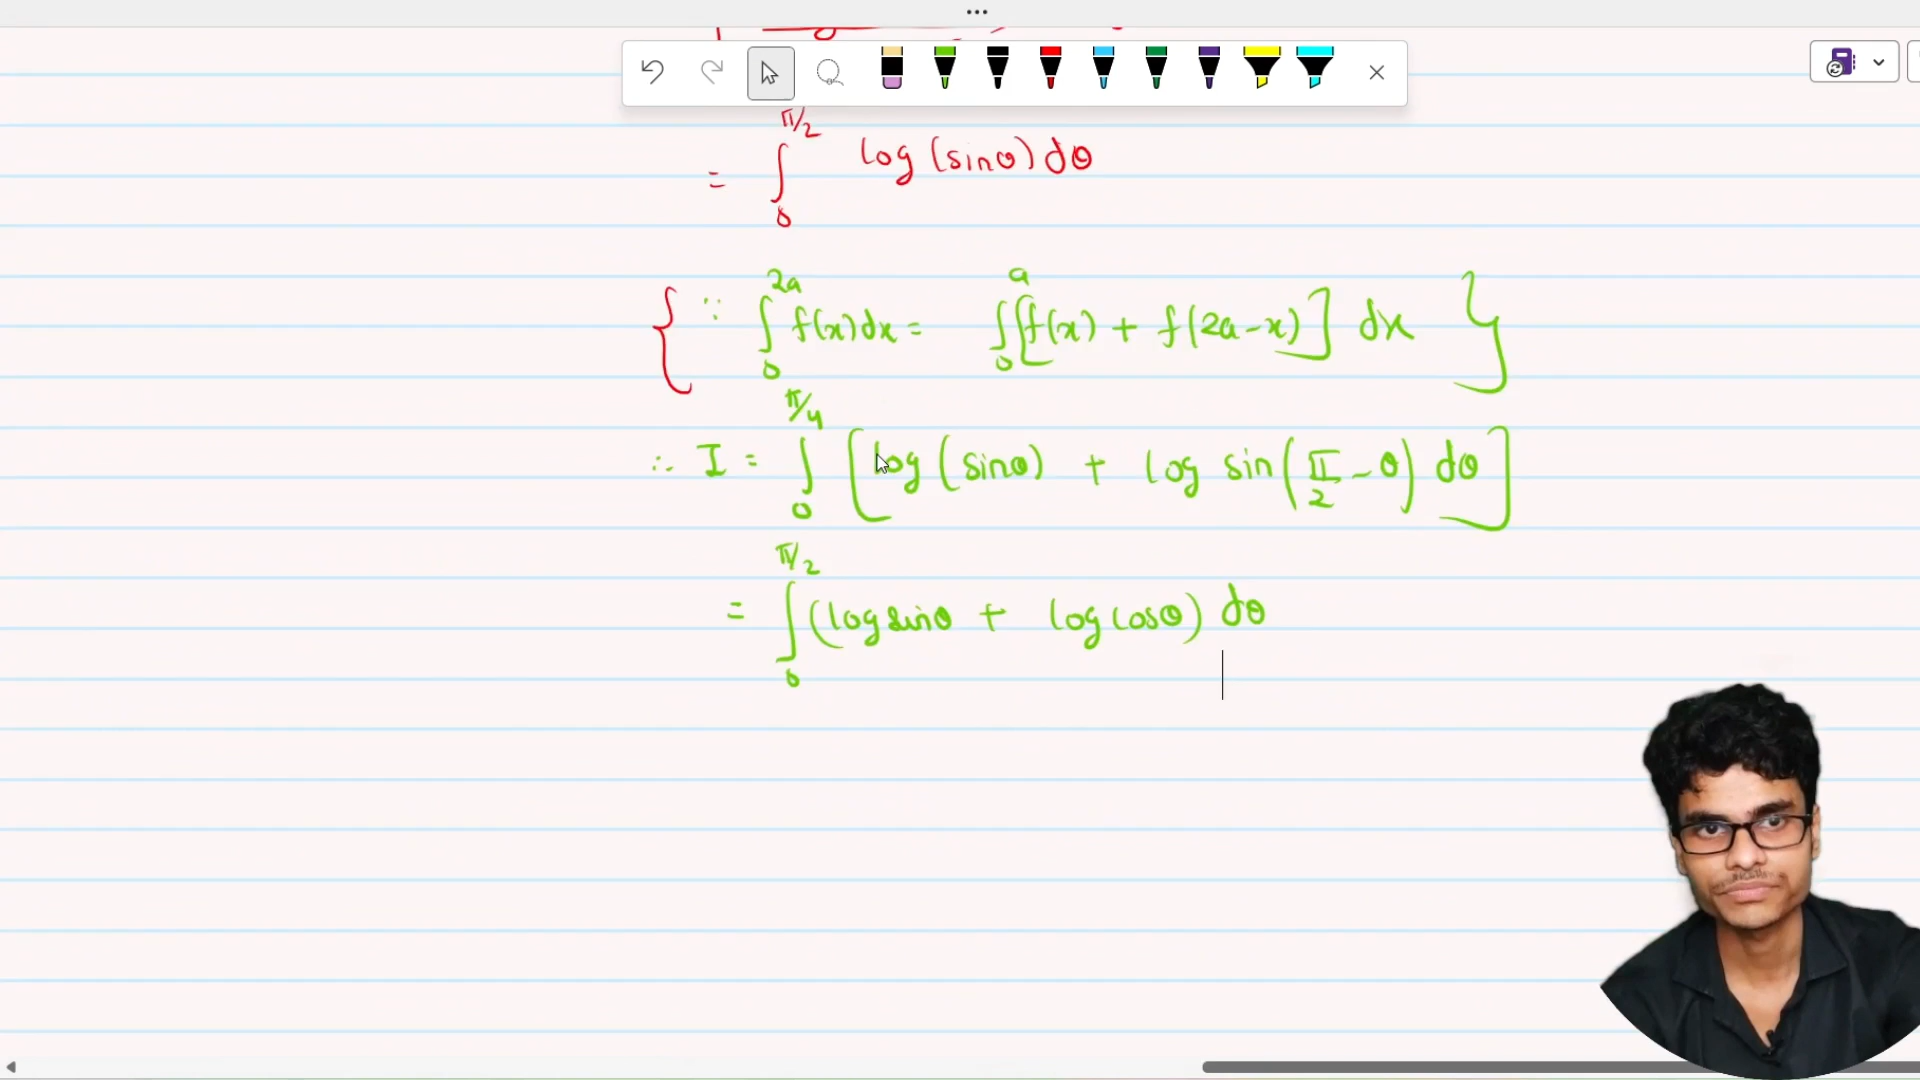 = ∫₀^π/2 log (sinθ) dθ
{ ∵ ∫₀^2a f(x) dx = ∫₀^a [f(x) + f(2a-x)] dx }
∴ I = ∫₀^π/4 [log (sinθ) + log sin(π/2 - θ) dθ]
= ∫₀^π/2 (log sinθ + log cosθ) dθ